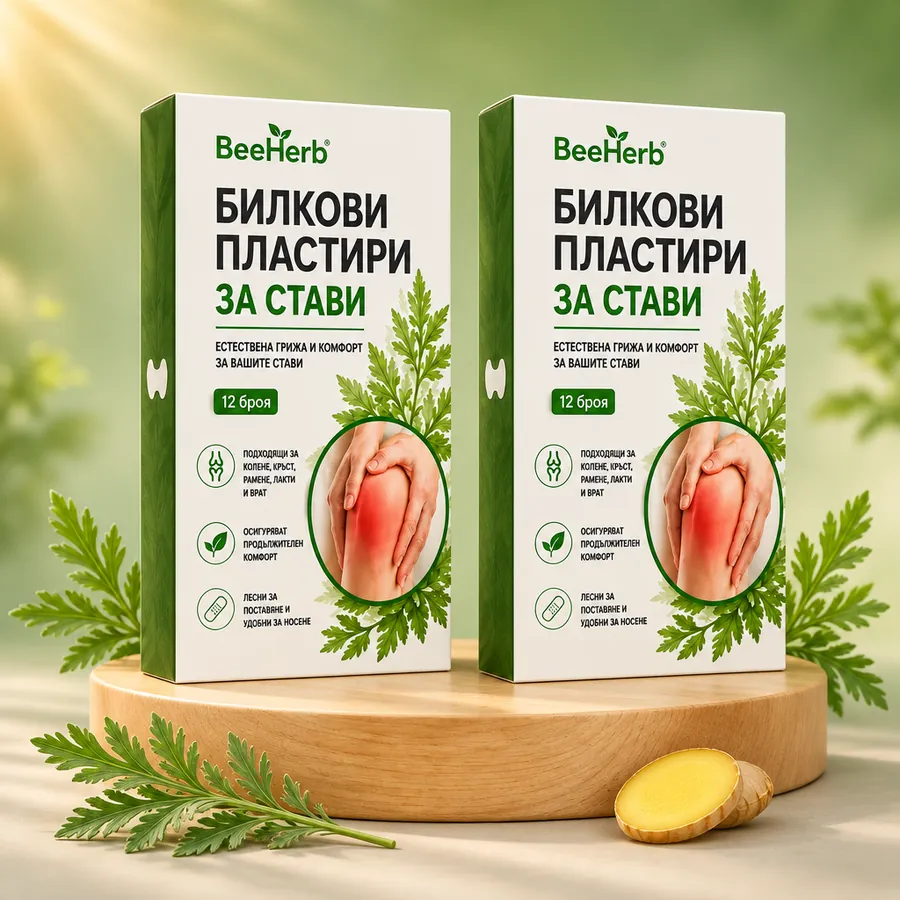 BeeHerb®
БИЛКОВИ
ПЛАСТИРИ
ЗА СТАВИ
ЕСТЕСТВЕНА ГРИЖА И КОМФОРТ
ЗА ВАШИТЕ СТАВИ
12 броя
ПОДХОДЯЩИ ЗА
КОЛЕНЕ, КРЪСТ,
РАМЕНЕ, ЛАКТИ
И ВРАТ
ОСИГУРЯВАТ
ПРОДЪЛЖИТЕЛЕН
КОМФОРТ
ЛЕСНИ ЗА
ПОСТАВЯНЕ И
УДОБНИ ЗА НОСЕНЕ
BeeHerb®
БИЛКОВИ
ПЛАСТИРИ
ЗА СТАВИ
ЕСТЕСТВЕНА ГРИЖА И КОМФОРТ
ЗА ВАШИТЕ СТАВИ
12 броя
ПОДХОДЯЩИ ЗА
КОЛЕНЕ, КРЪСТ,
РАМЕНЕ, ЛАКТИ
И ВРАТ
ОСИГУРЯВАТ
ПРОДЪЛЖИТЕЛЕН
КОМФОРТ
ЛЕСНИ ЗА
ПОСТАВЯНЕ И
УДОБНИ ЗА НОСЕНЕ